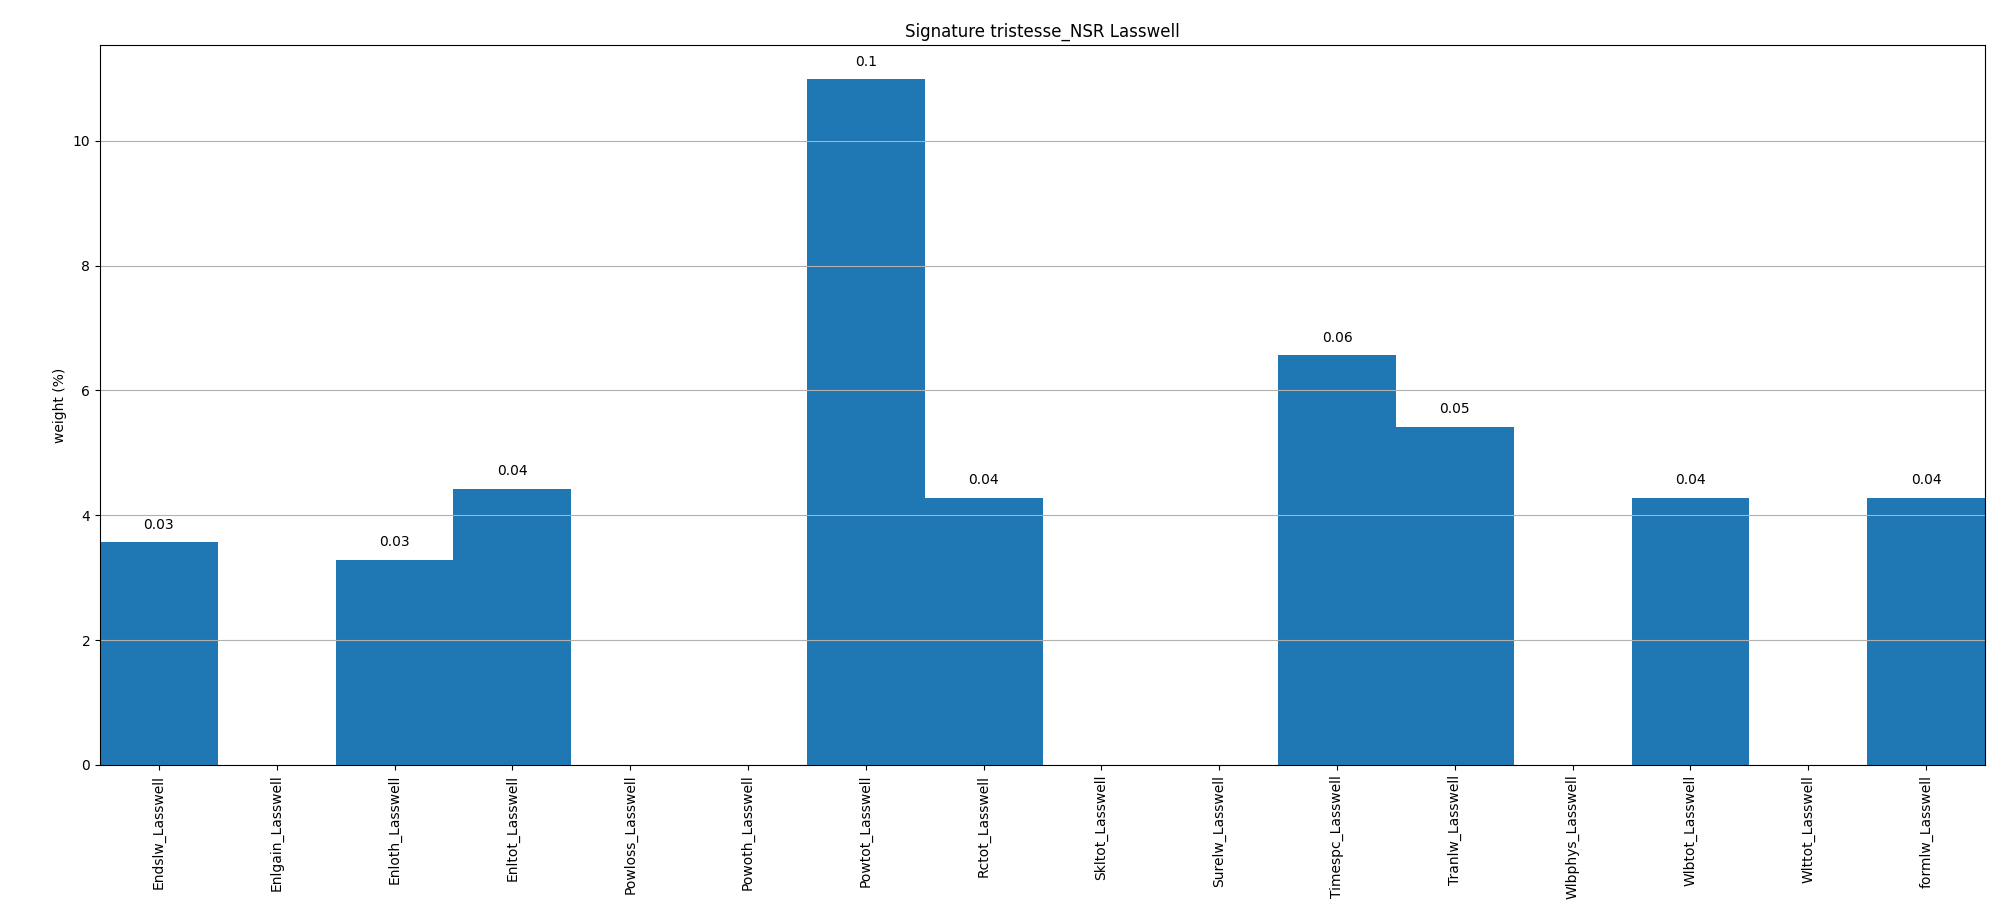 Signature tristesse_NSR Lasswell
weight (%)
10
8
6
4
2
0
0.03
0.03
0.04
0.1
0.04
0.06
0.05
0.04
0.04
Endslw_Lasswell
Enlgain_Lasswell
Enloth_Lasswell
Enltot_Lasswell
Powloss_Lasswell
Powoth_Lasswell
Powtot_Lasswell
Rctot_Lasswell
Skltot_Lasswell
Surelw_Lasswell
Timespc_Lasswell
Tranlw_Lasswell
Wlbphys_Lasswell
Wlbtot_Lasswell
Wlttot_Lasswell
formlw_Lasswell